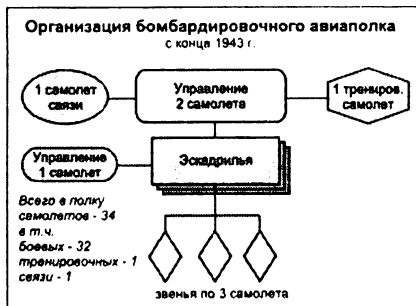 Организация бомбардировочного авиаполка
с конца 1943 г.
1 самолет
связи
Управление
2 самолета
1 трениров.
самолет
Управление
1 самолет
Эскадрилья
Всего в полку
самолетов - 34
в т.ч.
боевых - 32
тренировочных - 1
связи - 1
звенья по 3 самолета